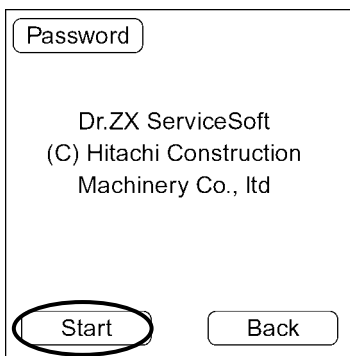 Password
Dr.ZX ServiceSoft
(C) Hitachi Construction
Machinery Co., ltd
Start
Back